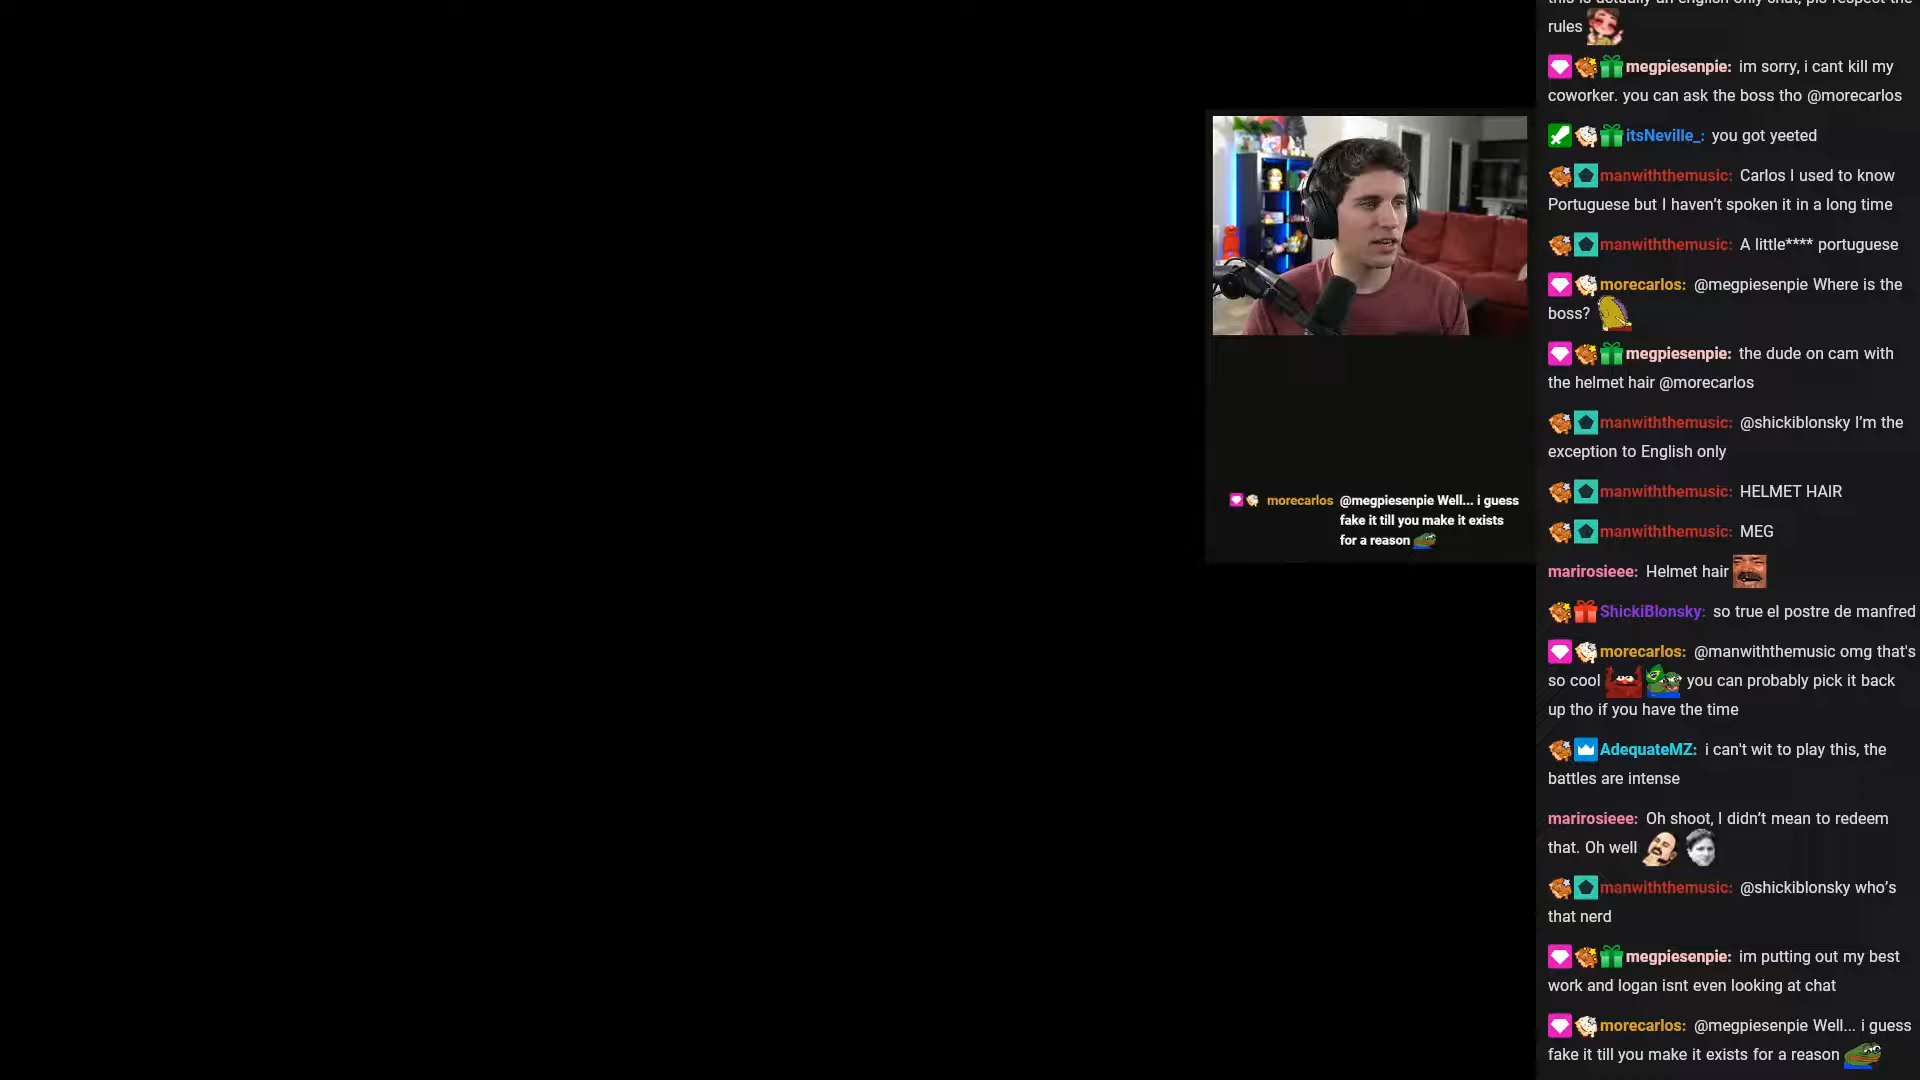 rules
megpiesenpie: im sorry, i cant kill my
coworker. you can ask the boss tho @morecarlos
itsNeville_: you got yeeted
manwiththemusic: Carlos I used to know
Portuguese but I haven’t spoken it in a long time
manwiththemusic: A little**** portuguese
morecarlos: @megpiesenpie Where is the
boss?
megpiesenpie: the dude on cam with
the helmet hair @morecarlos
manwiththemusic: @shickiblonsky I’m the
exception to English only
manwiththemusic: HELMET HAIR
manwiththemusic: MEG
marirosieee: Helmet hair
ShickiBlonsky: so true el postre de manfred
morecarlos: @manwiththemusic omg that's
so cool you can probably pick it back
up tho if you have the time
AdequateMZ: i can't wit to play this, the
battles are intense
marirosieee: Oh shoot, I didn’t mean to redeem
that. Oh well
manwiththemusic: @shickiblonsky who’s
that nerd
megpiesenpie: im putting out my best
work and logan isnt even looking at chat
morecarlos: @megpiesenpie Well... i guess
fake it till you make it exists for a reason
morecarlos @megpiesenpie Well... i guess
fake it till you make it exists
for a reason